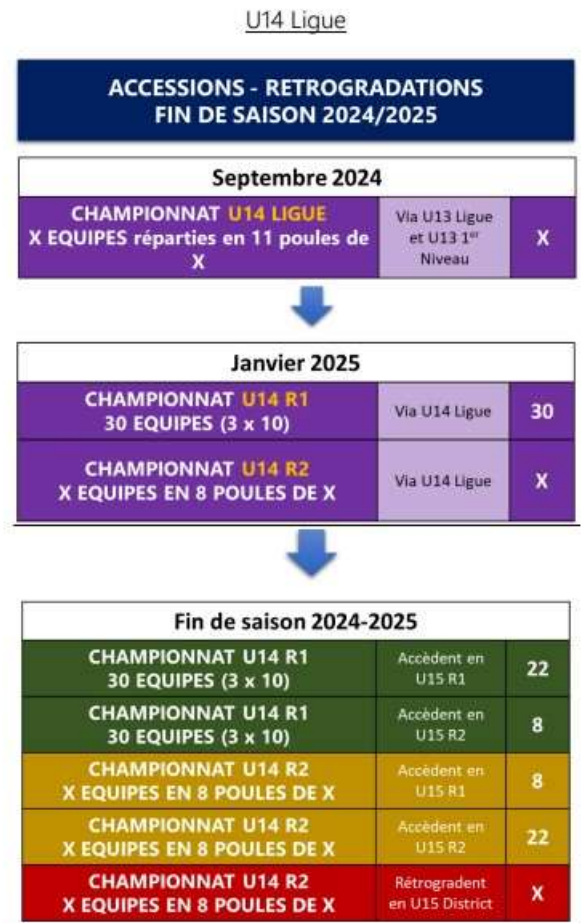 U14 Ligue
ACCESSIONS - RETROGRADATIONS
FIN DE SAISON 2024/2025
Septembre 2024
CHAMPIONNAT U14 LIGUE
X EQUIPES réparties en 11 poules de
X
Via U13 Ligue
et U13 1er
Niveau
X
Janvier 2025
CHAMPIONNAT U14 R1
30 EQUIPES (3 x 10)
Via U14 Ligue
30
CHAMPIONNAT U14 R2
X EQUIPES EN 8 POULES DE X
Via U14 Ligue
X
Fin de saison 2024-2025
CHAMPIONNAT U14 R1
30 EQUIPES (3 x 10)
Accèdent en
U15 R1
22
CHAMPIONNAT U14 R1
30 EQUIPES (3 x 10)
Accèdent en
U15 R2
8
CHAMPIONNAT U14 R2
X EQUIPES EN 8 POULES DE X
Accèdent en
U15 R1
8
CHAMPIONNAT U14 R2
X EQUIPES EN 8 POULES DE X
Accèdent en
U15 R2
22
CHAMPIONNAT U14 R2
X EQUIPES EN 8 POULES DE X
Rétrogradent
en U15 District
X